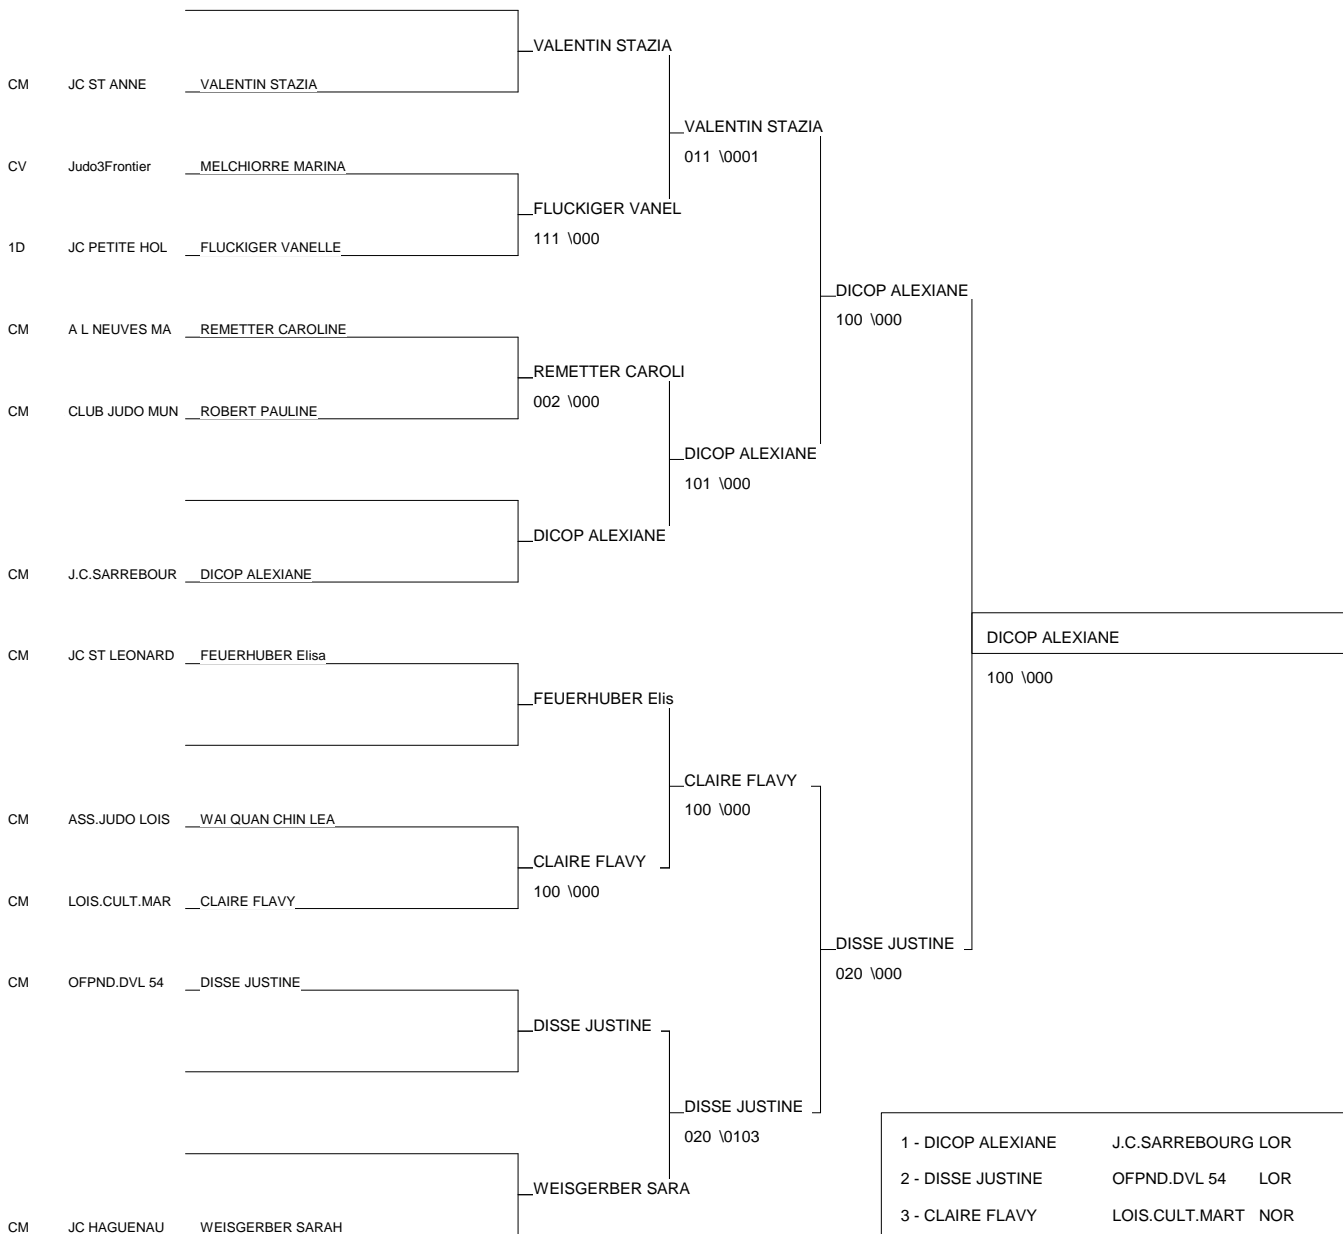 VALENTIN STAZIA
CM JC ST ANNE VALENTIN STAZIA
VALENTIN STAZIA
011 \0001
CV Judo3Frontier MELCHIORRE MARINA
FLUCKIGER VANEL
111 \000
1D JC PETITE HOL FLUCKIGER VANELLE
DICOP ALEXIANE
100 \000
CM A L NEUVES MA REMETTER CAROLINE
REMETTER CAROLI
002 \000
CM CLUB JUDO MUN ROBERT PAULINE
DICOP ALEXIANE
101 \000
DICOP ALEXIANE
CM J.C.SARREBOUR DICOP ALEXIANE
DICOP ALEXIANE
100 \000
CM JC ST LEONARD FEUERHUBER Elisa
FEUERHUBER Elis
CLAIRE FLAVY
100 \000
CM ASS.JUDO LOIS WAI QUAN CHIN LEA
CLAIRE FLAVY
100 \000
CM LOIS.CULT.MAR CLAIRE FLAVY
DISSE JUSTINE
020 \000
CM OFPND.DVL 54 DISSE JUSTINE
DISSE JUSTINE
DISSE JUSTINE
020 \0103
WEISGERBER SARA
CM JC HAGUENAU WEISGERBER SARAH
1 - DICOP ALEXIANE J.C.SARREBOURG LOR
2 - DISSE JUSTINE OFPND.DVL 54 LOR
3 - CLAIRE FLAVY LOIS.CULT.MART NOR